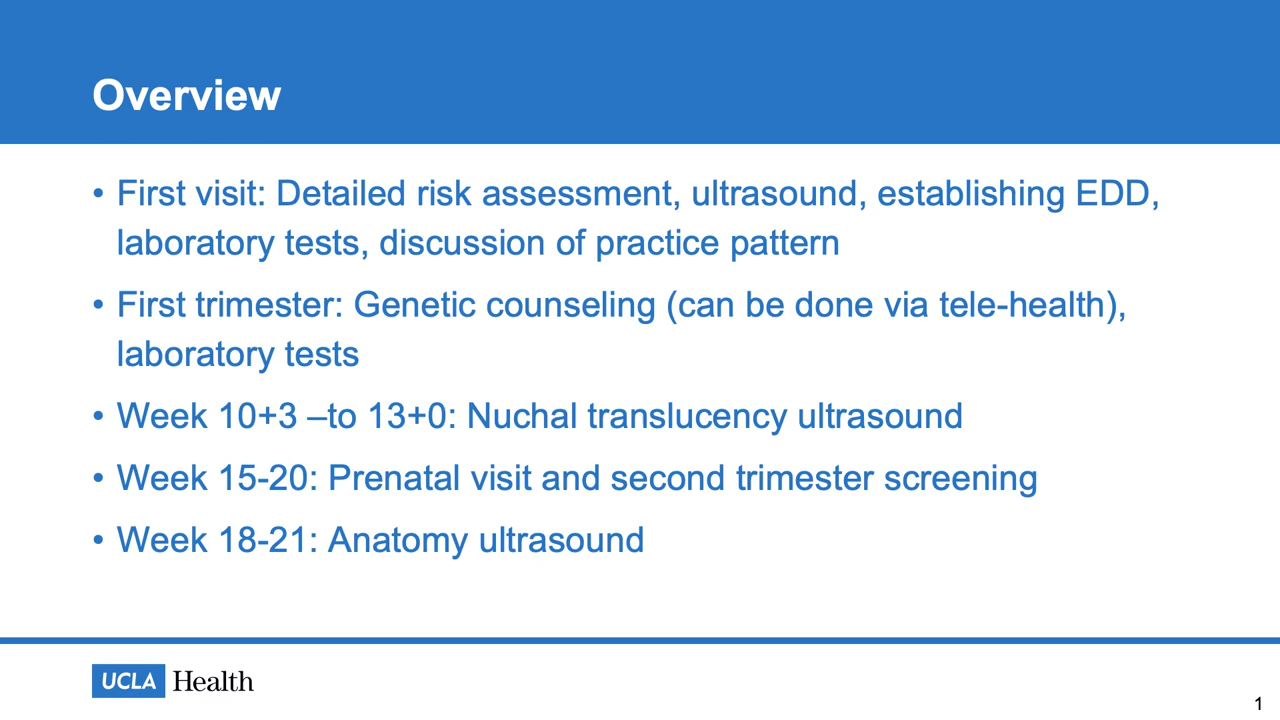 Overview
• First visit: Detailed risk assessment, ultrasound, establishing EDD,
laboratory tests, discussion of practice pattern
• First trimester: Genetic counseling (can be done via tele-health),
laboratory tests
• Week 10+3 –to 13+0: Nuchal translucency ultrasound
• Week 15-20: Prenatal visit and second trimester screening
• Week 18-21: Anatomy ultrasound
UCLA Health
1